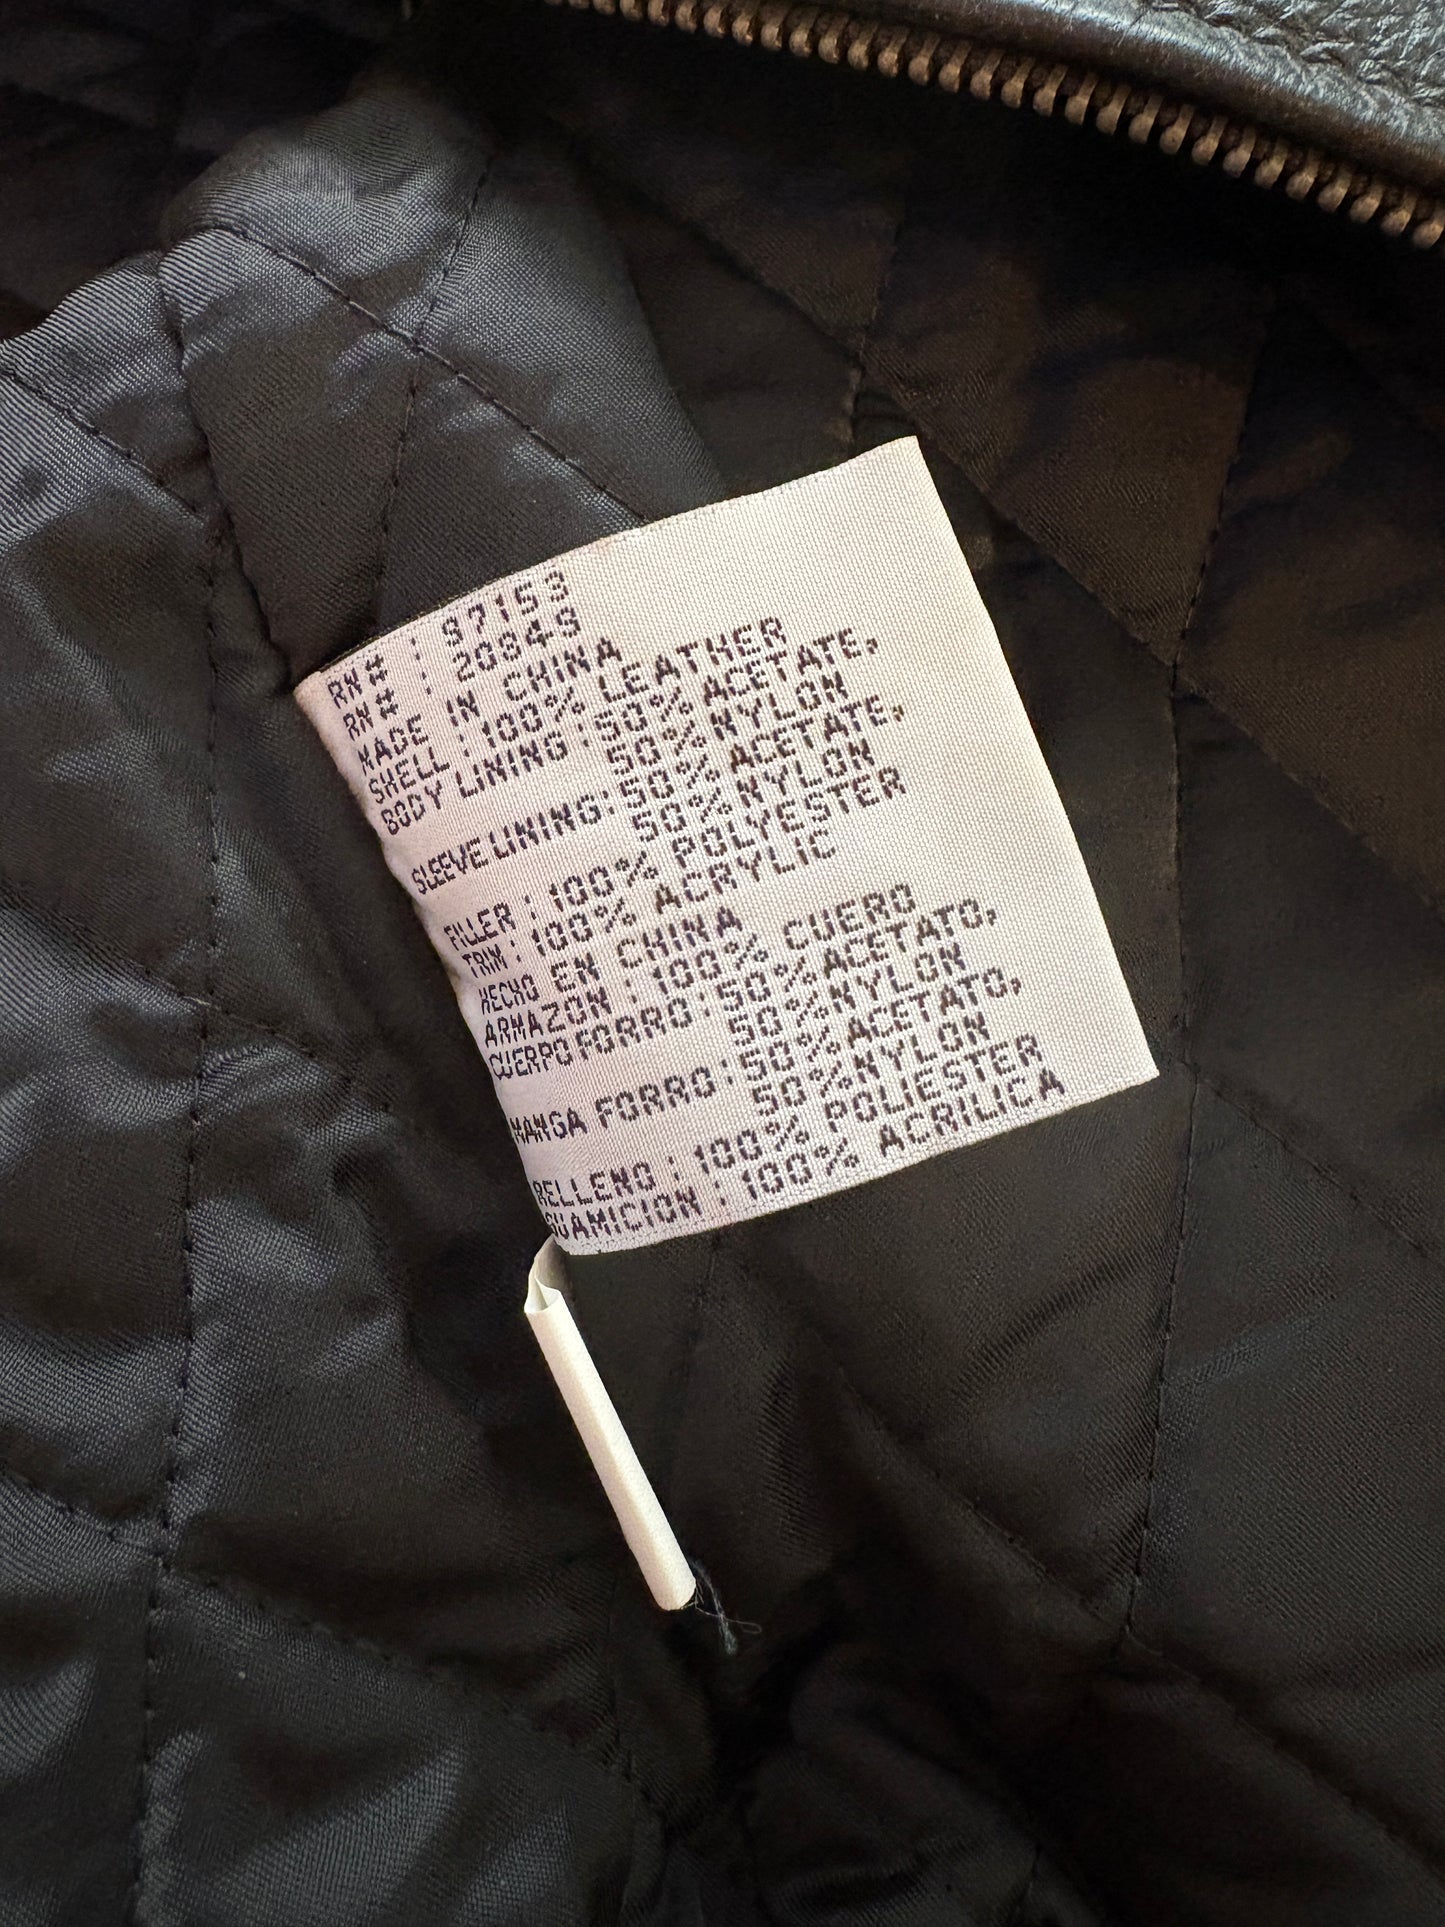 RN# : 97153
RN# : 20949
MADE IN CHINA
SHELL : 100% LEATHER
BODY LINING : 50% ACETATE,
50% NYLON
SLEEVE LINING : 50% ACETATE,
50% NYLON
FILLER : 100% POLYESTER
TRIM : 100% ACRYLIC
HECHO EN CHINA
ARMAZON : 100% CUERO
CUERPO FORRO : 50% ACETATO,
50% NYLON
MANGA FORRO : 50% ACETATO,
50% NYLON
RELLENO : 100% POLIESTER
GUAMICION : 100% ACRILICA